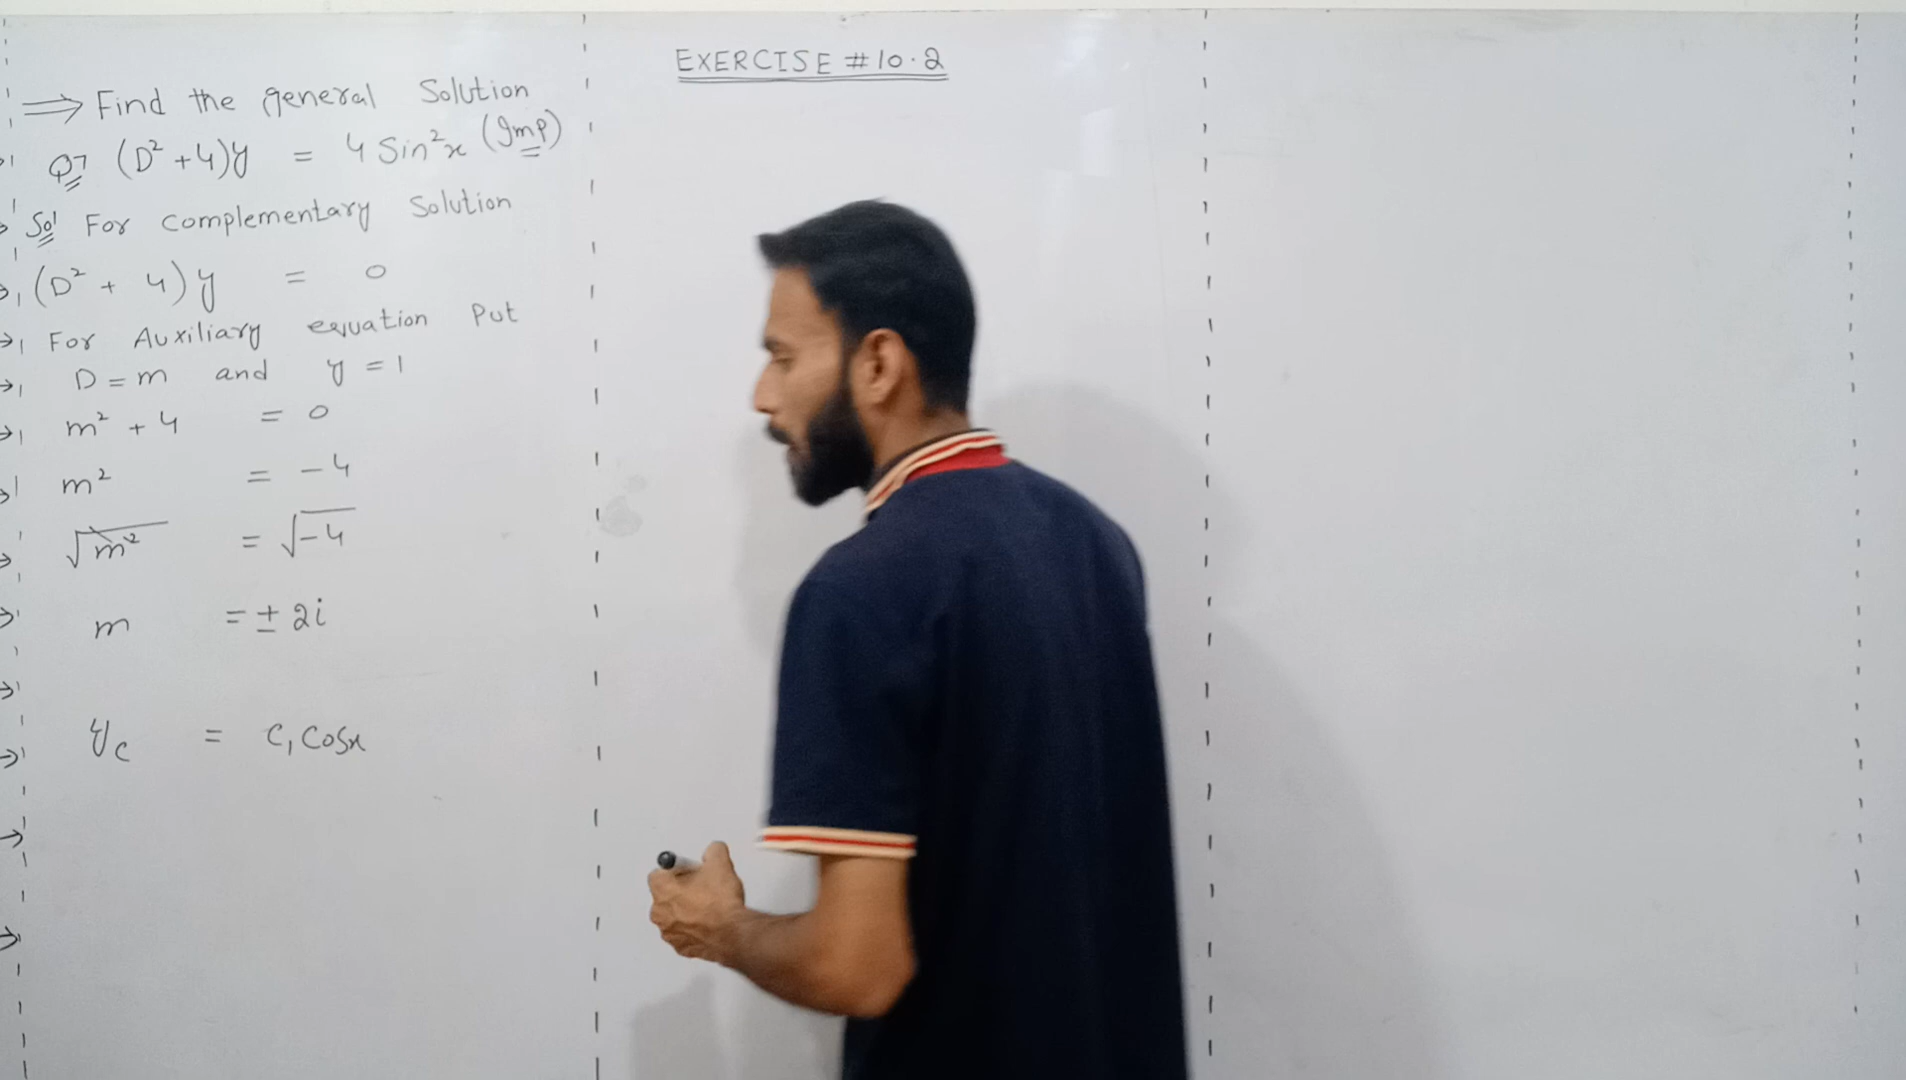 EXERCISE #10.2
⇒ Find the general Solution
Q7 (D²+4)y = 4 Sin²x (Imp)
Sol For Complementary Solution
(D² + 4)y = 0
For Auxiliary equation Put
D=m and y=1
m² + 4 = 0
m² = -4
√m² = √-4
m = ± 2i
y_c = c₁ Cosx